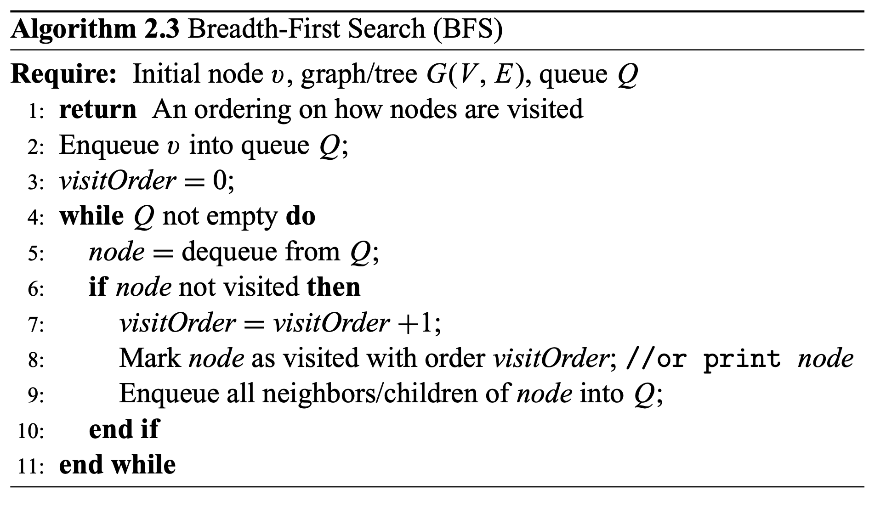 Algorithm 2.3 Breadth-First Search (BFS)
Require: Initial node v, graph/tree G(V, E), queue Q
1: return An ordering on how nodes are visited
2: Enqueue v into queue Q;
3: visitOrder = 0;
4: while Q not empty do
5: node = dequeue from Q;
6: if node not visited then
7: visitOrder = visitOrder +1;
8: Mark node as visited with order visitOrder; //or print node
9: Enqueue all neighbors/children of node into Q;
10: end if
11: end while